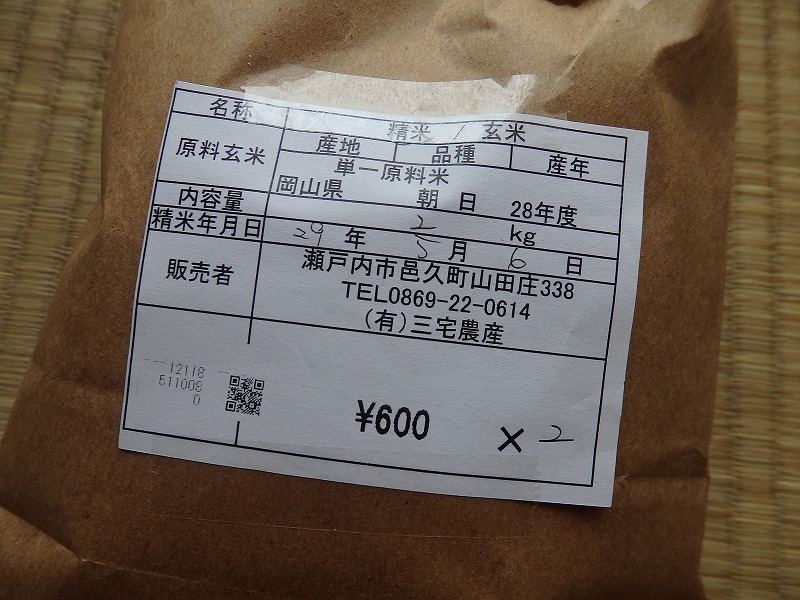 名称 精米 / 玄米
原料玄米 産地 品種 産年
単一原料米
岡山県 朝 日 28年度
内容量 2 kg
精米年月日 29 年 5 月 6 日
販売者 瀬戸内市邑久町山田庄338
TEL0869-22-0614
(有)三宅農産
12118
511008
0
¥600 × 2